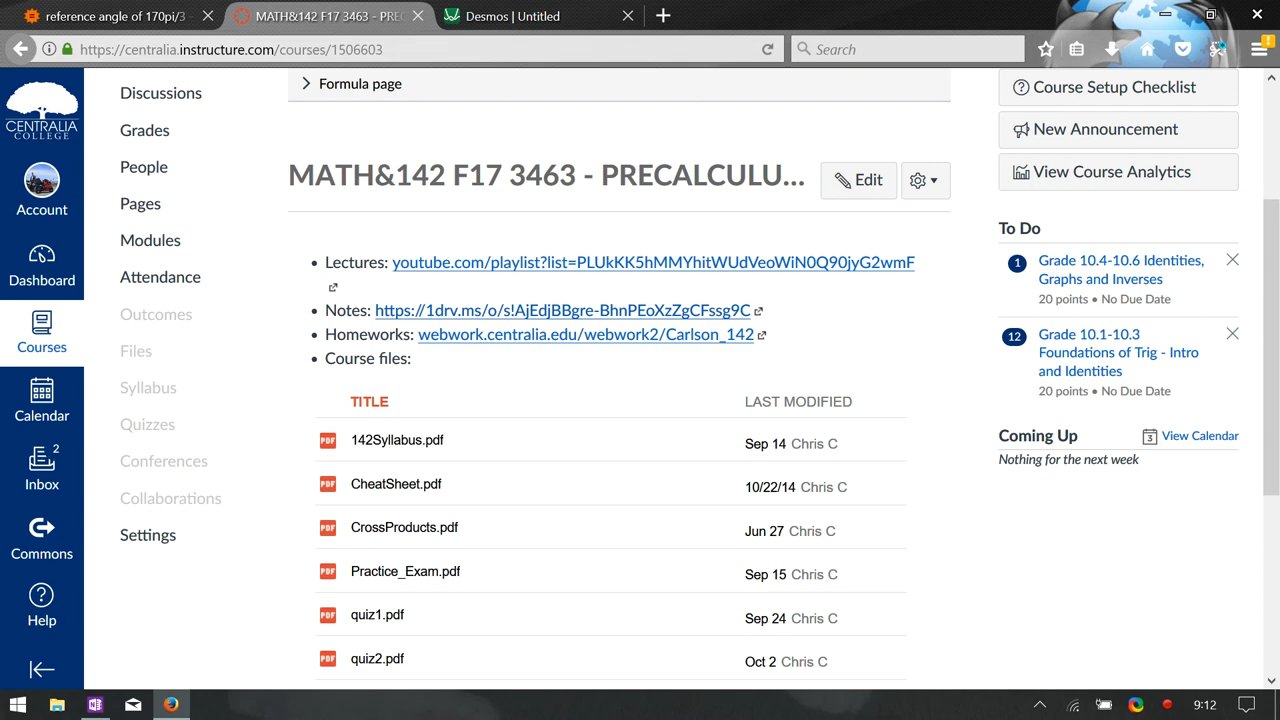 reference angle of 170pi/3 -
MATH&142 F17 3463 - PREC
Desmos | Untitled
https://centralia.instructure.com/courses/1506603
Search
CENTRALIA
COLLEGE
Account
Dashboard
Courses
Calendar
2
Inbox
Commons
Help
Discussions
Grades
People
Pages
Modules
Attendance
Outcomes
Files
Syllabus
Quizzes
Conferences
Collaborations
Settings
Formula page
MATH&142 F17 3463 - PRECALCULU...
Edit
Lectures: youtube.com/playlist?list=PLUkKK5hMMYhitWUdVeoWiN0Q90jyG2wmF
Notes: https://1drv.ms/o/s!AjEdjBBgre-BhnPEoXzZgCFssg9C
Homeworks: webwork.centralia.edu/webwork2/Carlson_142
Course files:
TITLE LAST MODIFIED
PDF 142Syllabus.pdf Sep 14 Chris C
PDF CheatSheet.pdf 10/22/14 Chris C
PDF CrossProducts.pdf Jun 27 Chris C
PDF Practice_Exam.pdf Sep 15 Chris C
PDF quiz1.pdf Sep 24 Chris C
PDF quiz2.pdf Oct 2 Chris C
Course Setup Checklist
New Announcement
View Course Analytics
To Do
1 Grade 10.4-10.6 Identities,
Graphs and Inverses
20 points • No Due Date
12 Grade 10.1-10.3
Foundations of Trig - Intro
and Identities
20 points • No Due Date
Coming Up 3 View Calendar
Nothing for the next week
9:12